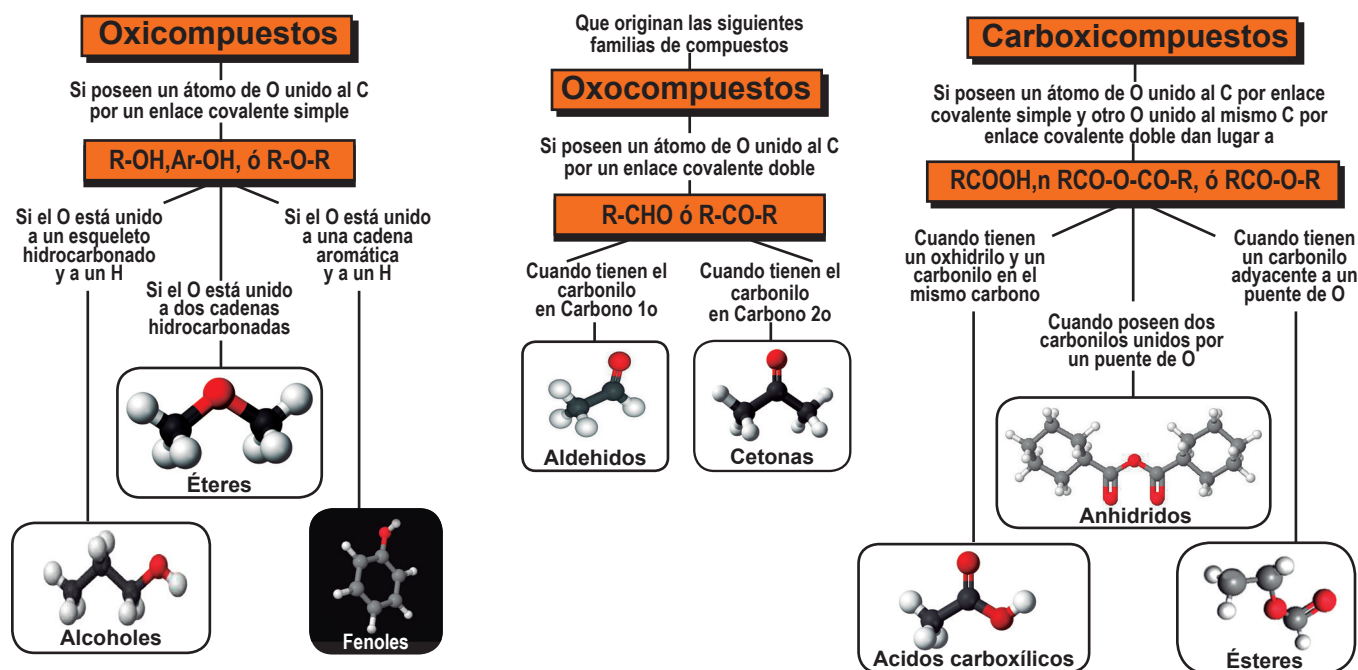 Oxicompuestos
Si poseen un átomo de O unido al C
por un enlace covalente simple
R-OH,Ar-OH, ó R-O-R
Si el O está unido
a un esqueleto
hidrocarbonado
y a un H
Si el O está unido
a dos cadenas
hidrocarbonadas
Si el O está unido
a una cadena
aromática
y a un H
Éteres
Alcoholes
Fenoles
Que originan las siguientes
familias de compuestos
Oxocompuestos
Si poseen un átomo de O unido al C
por un enlace covalente doble
R-CHO ó R-CO-R
Cuando tienen el
carbonilo
en Carbono 1o
Cuando tienen el
carbonilo
en Carbono 2o
Aldehidos
Cetonas
Carboxicompuestos
Si poseen un átomo de O unido al C por enlace
covalente simple y otro O unido al mismo C por
enlace covalente doble dan lugar a
RCOOH,n RCO-O-CO-R, ó RCO-O-R
Cuando tienen
un oxhidrilo y un
carbonilo en el
mismo carbono
Cuando poseen dos
carbonilos unidos por
un puente de O
Cuando tienen
un carbonilo
adyacente a un
puente de O
Anhidridos
Acidos carboxílicos
Ésteres